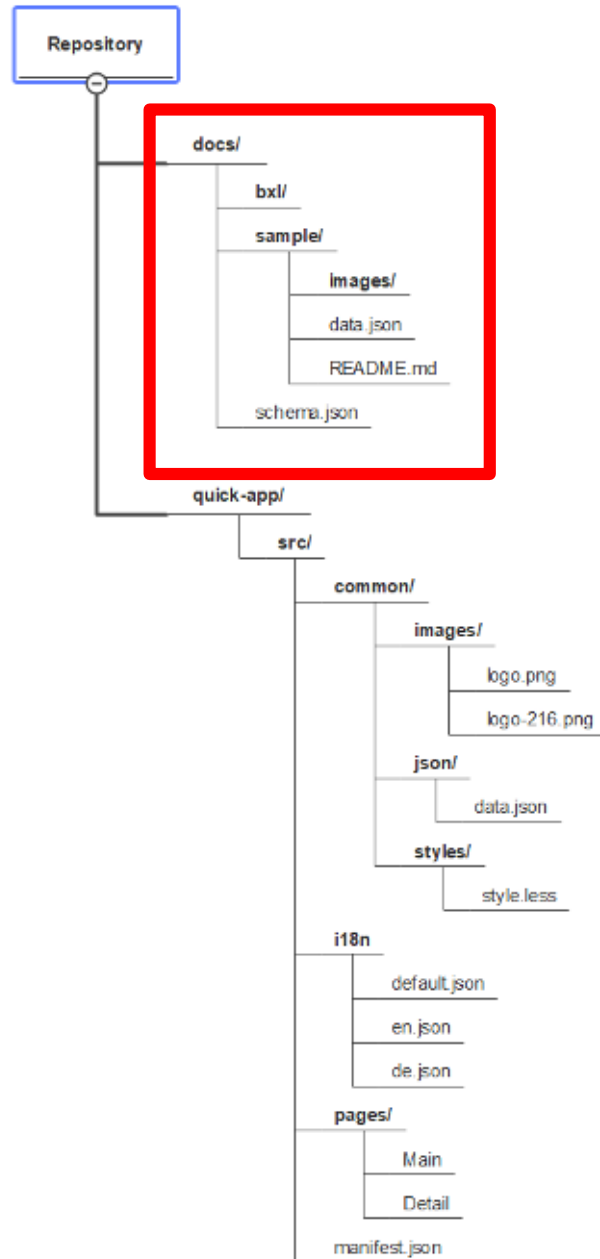 Repository
docs/
bxl/
sample/
images/
data.json
README.md
schema.json
quick-app/
src/
common/
images/
logo.png
logo-216.png
json/
data.json
styles/
style.less
i18n
default.json
en.json
de.json
pages/
Main
Detail
manifest.json